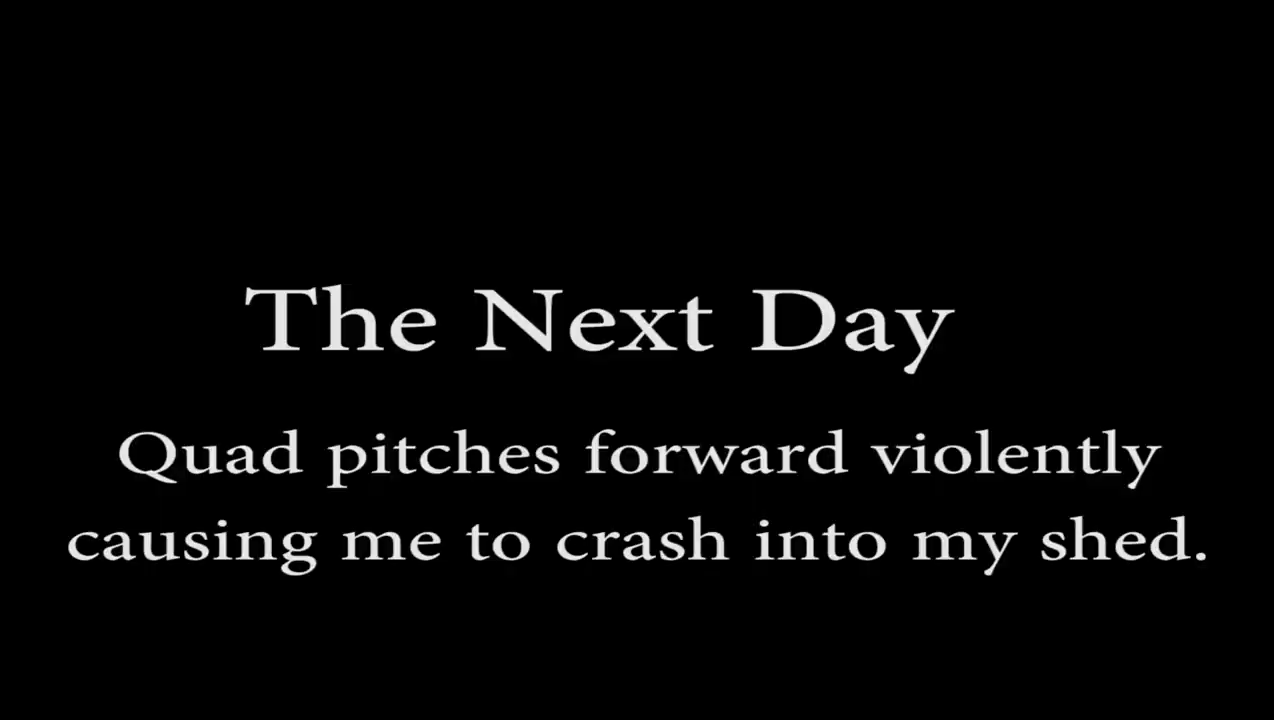 The Next Day
Quad pitches forward violently
causing me to crash into my shed.